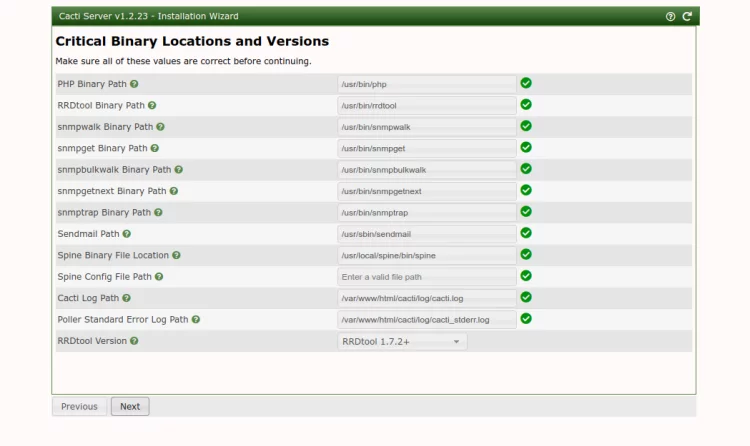 Cacti Server v1.2.23 - Installation Wizard
Critical Binary Locations and Versions
Make sure all of these values are correct before continuing.
PHP Binary Path /usr/bin/php
RRDtool Binary Path /usr/bin/rrdtool
snmpwalk Binary Path /usr/bin/snmpwalk
snmpget Binary Path /usr/bin/snmpget
snmpbulkwalk Binary Path /usr/bin/snmpbulkwalk
snmpgetnext Binary Path /usr/bin/snmpgetnext
snmptrap Binary Path /usr/bin/snmptrap
Sendmail Path /usr/sbin/sendmail
Spine Binary File Location /usr/local/spine/bin/spine
Spine Config File Path Enter a valid file path
Cacti Log Path /var/www/html/cacti/log/cacti.log
Poller Standard Error Log Path /var/www/html/cacti/log/cacti_stderr.log
RRDtool Version RRDtool 1.7.2+
Previous Next